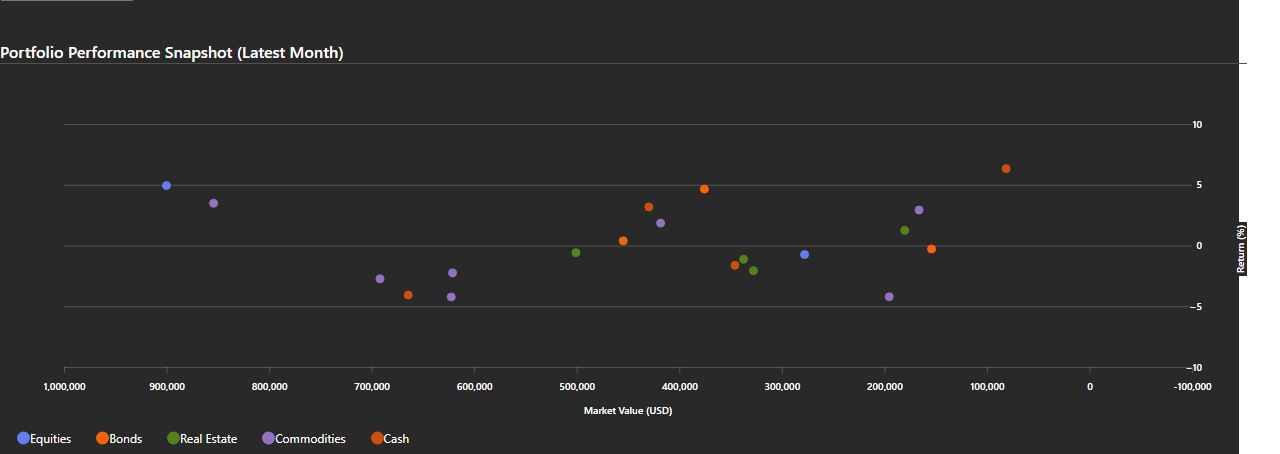 Portfolio Performance Snapshot (Latest Month)
10
5
0
-5
-10
Return (%)
1,000,000 900,000 800,000 700,000 600,000 500,000 400,000 300,000 200,000 100,000 0 -100,000
Market Value (USD)
Equities Bonds Real Estate Commodities Cash